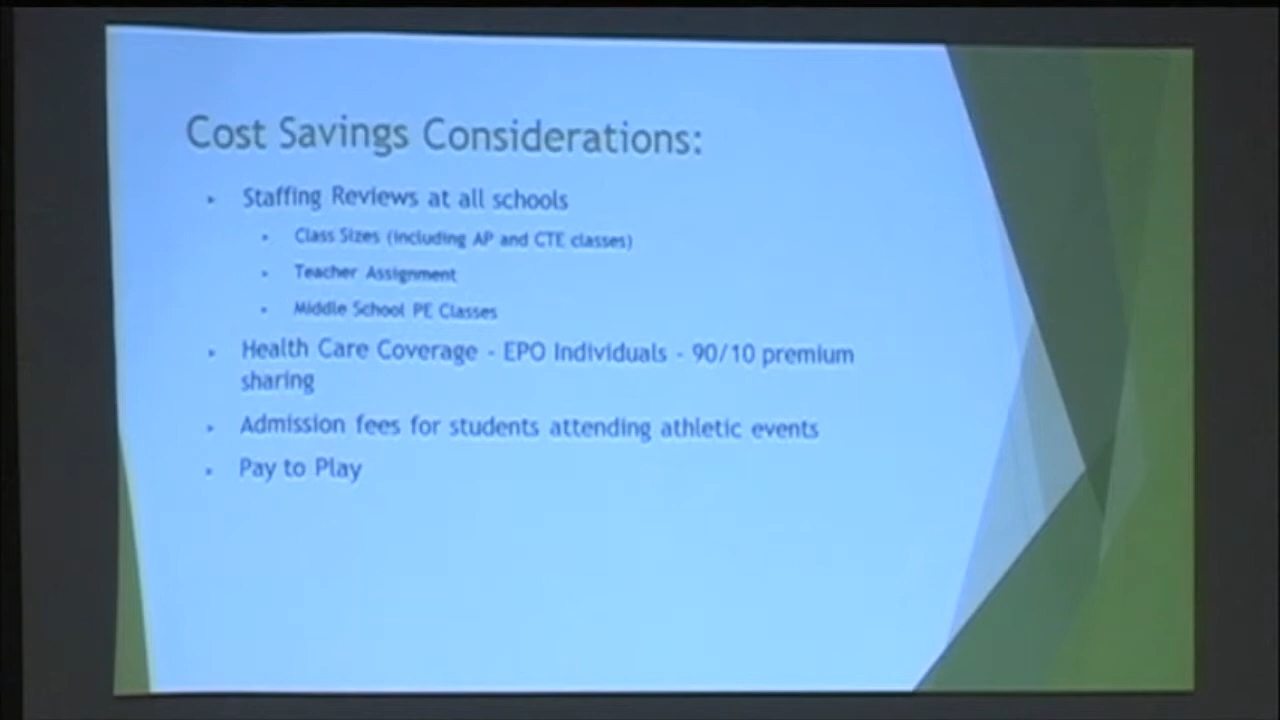 Cost Savings Considerations:
Staffing Reviews at all schools
Class Sizes (including AP and CTE classes)
Teacher Assignment
Middle School PE Classes
Health Care Coverage - EPO Individuals - 90/10 premium
sharing
Admission fees for students attending athletic events
Pay to Play